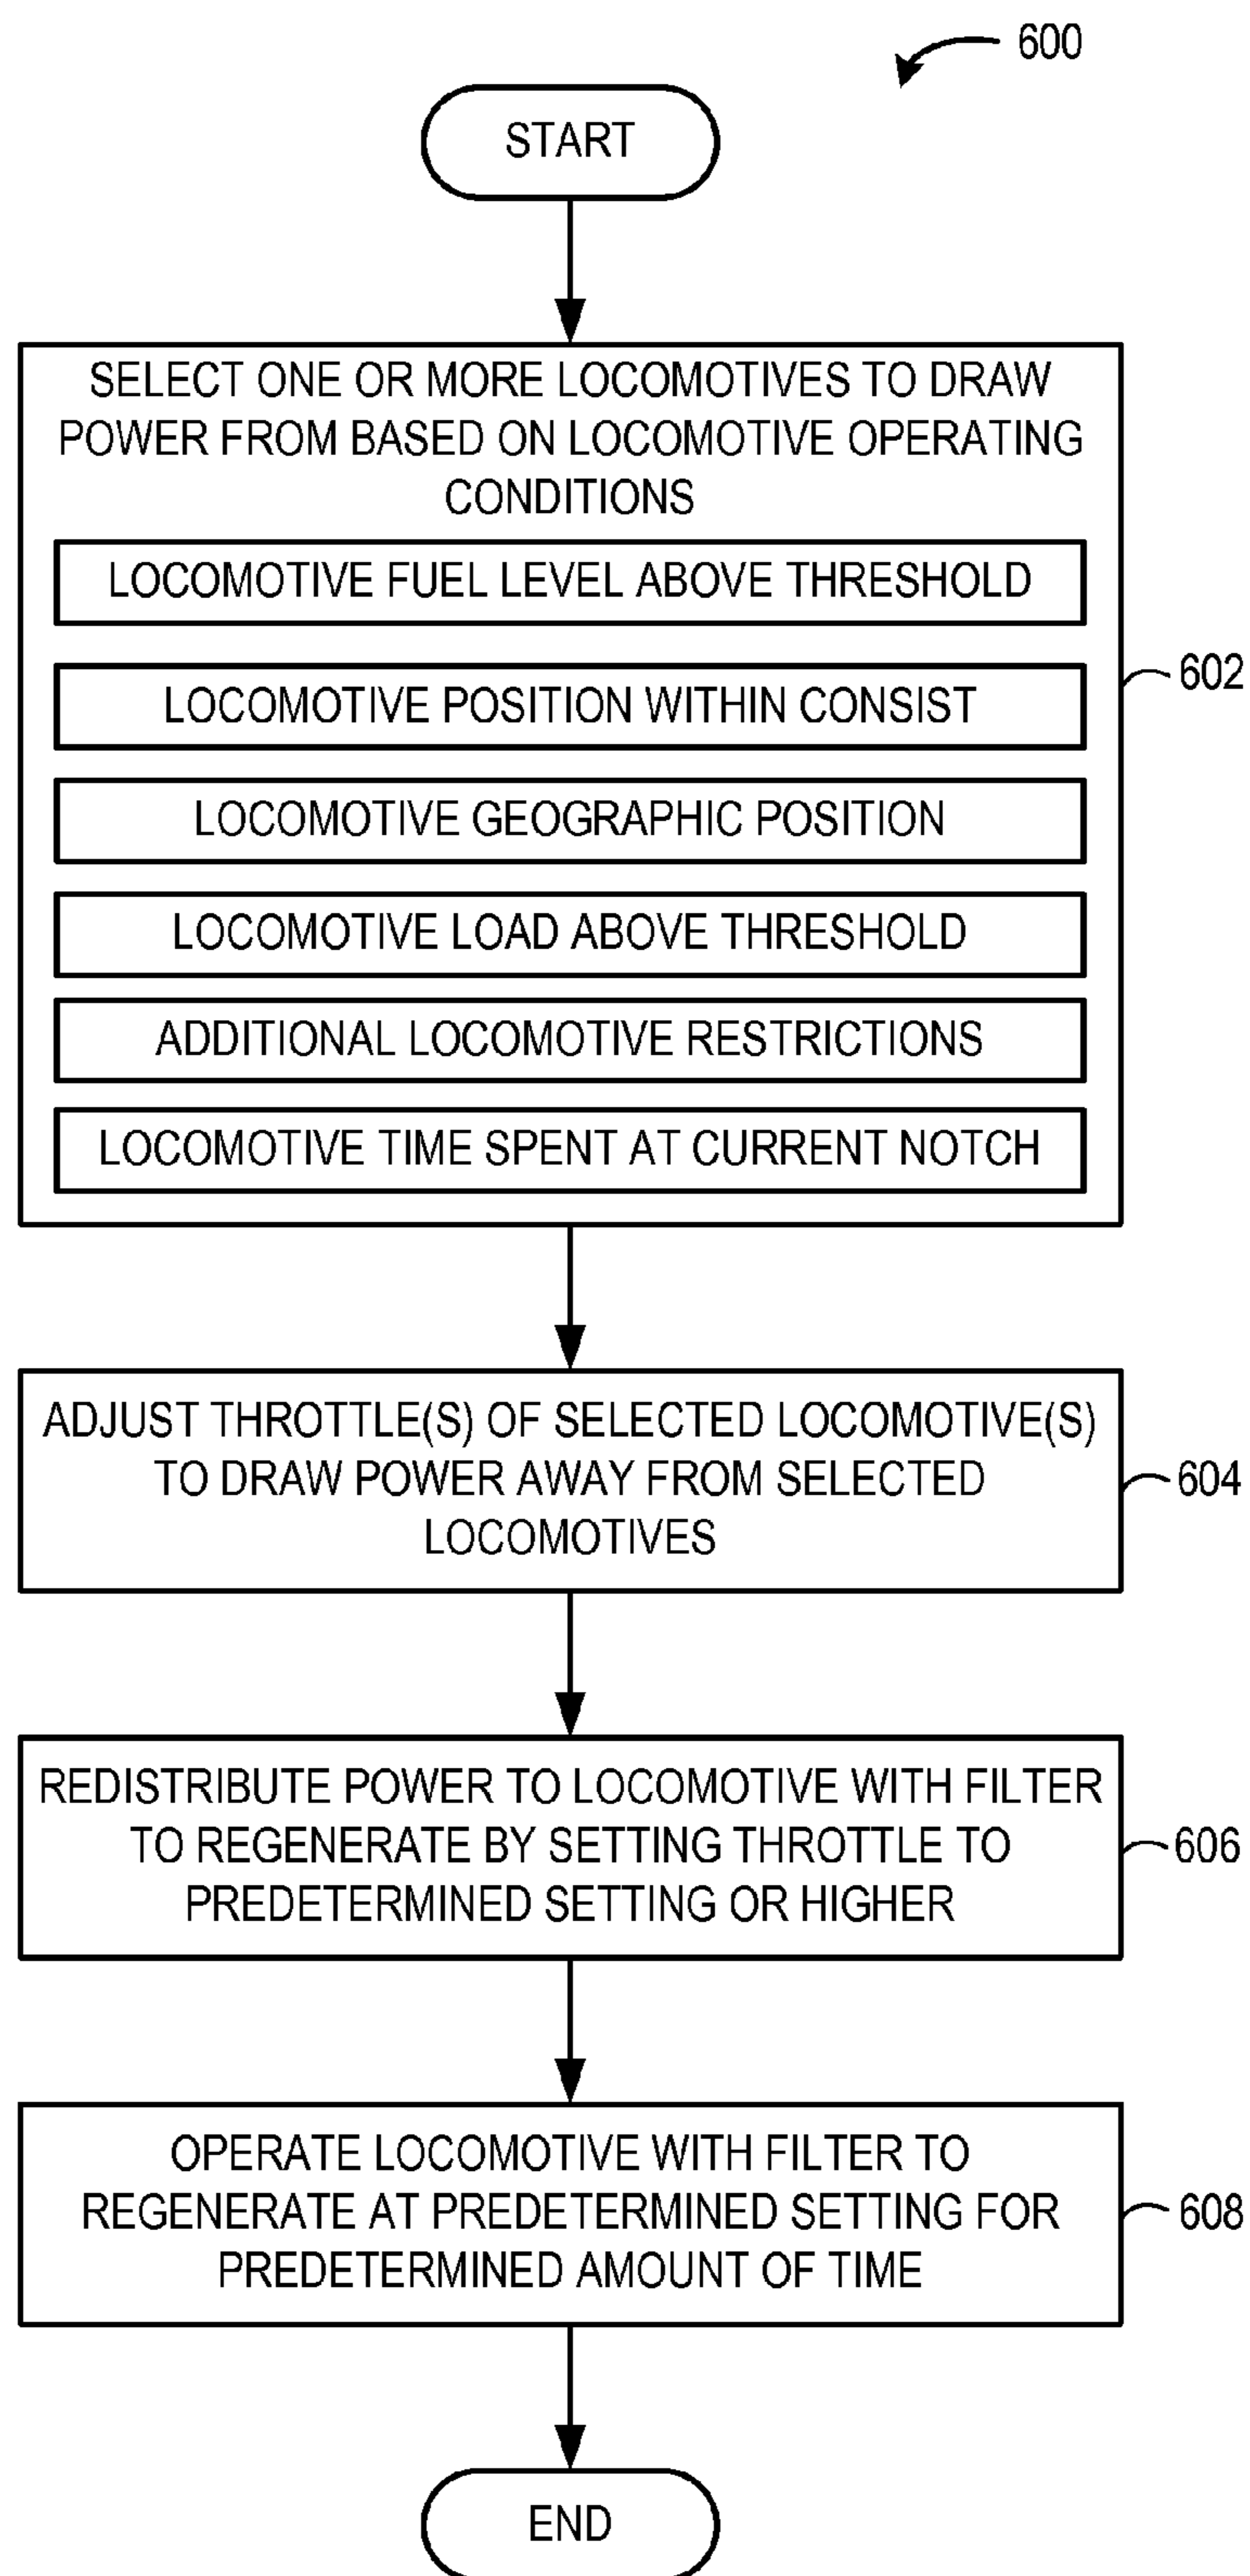 600
START
SELECT ONE OR MORE LOCOMOTIVES TO DRAW
POWER FROM BASED ON LOCOMOTIVE OPERATING
CONDITIONS
LOCOMOTIVE FUEL LEVEL ABOVE THRESHOLD
602
LOCOMOTIVE POSITION WITHIN CONSIST
LOCOMOTIVE GEOGRAPHIC POSITION
LOCOMOTIVE LOAD ABOVE THRESHOLD
ADDITIONAL LOCOMOTIVE RESTRICTIONS
LOCOMOTIVE TIME SPENT AT CURRENT NOTCH
ADJUST THROTTLE(S) OF SELECTED LOCOMOTIVE(S)
TO DRAW POWER AWAY FROM SELECTED
LOCOMOTIVES
604
REDISTRIBUTE POWER TO LOCOMOTIVE WITH FILTER
TO REGENERATE BY SETTING THROTTLE TO
PREDETERMINED SETTING OR HIGHER
606
OPERATE LOCOMOTIVE WITH FILTER TO
REGENERATE AT PREDETERMINED SETTING FOR
PREDETERMINED AMOUNT OF TIME
608
END